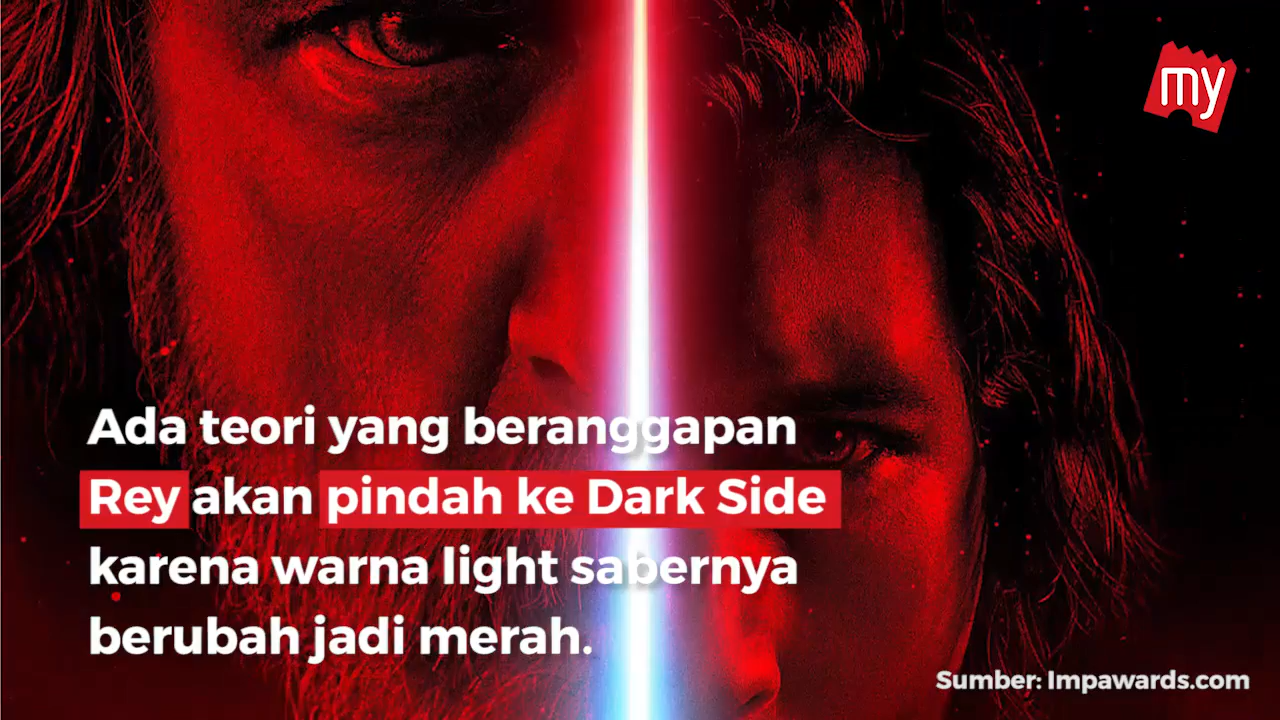 my
Ada teori yang beranggapan
Rey akan pindah ke Dark Side
karena warna light sabernya
berubah jadi merah.
Sumber: Impawards.com